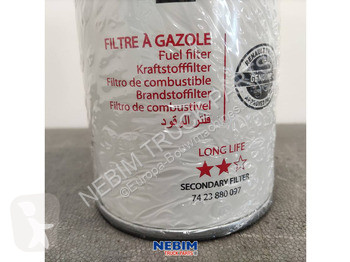 FILTRE À GAZOLE
Fuel filter
Kraftstofffilter
Filtro de combustible
Brandstoffilter
Filtro de combustível
فلتر الوقود
LONG LIFE
SECONDARY FILTER
74 23 880 097
NEBIM